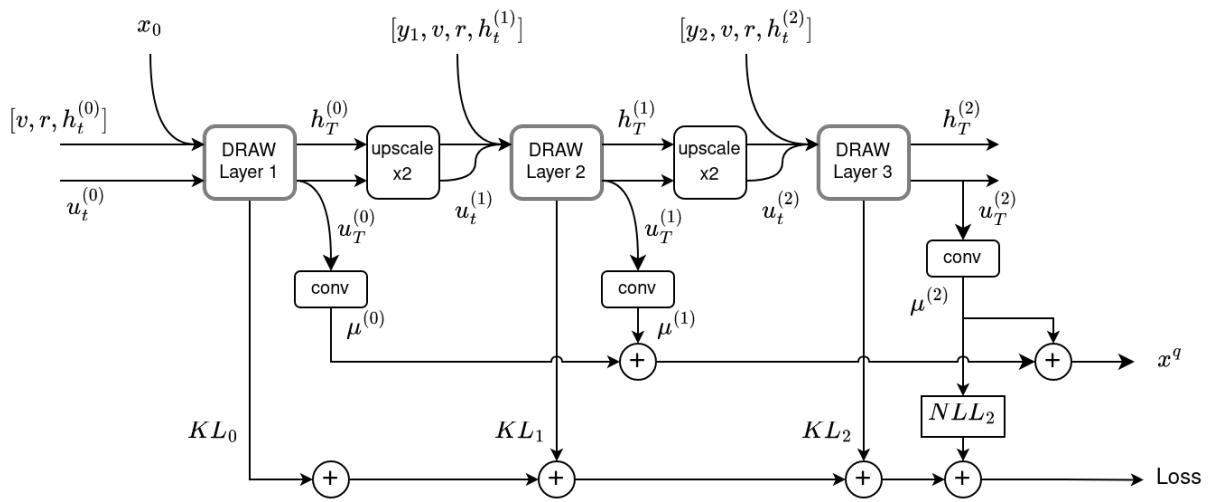 x_0
[y_1, v, r, h_t^{(1)}]
[y_2, v, r, h_t^{(2)}]
[v, r, h_t^{(0)}]
h_T^{(0)}
h_T^{(1)}
h_T^{(2)}
DRAW
Layer 1
upscale
x2
DRAW
Layer 2
upscale
x2
DRAW
Layer 3
u_t^{(0)}
u_t^{(1)}
u_t^{(2)}
u_T^{(0)}
u_T^{(1)}
u_T^{(2)}
conv
conv
conv
μ^{(0)}
μ^{(1)}
μ^{(2)}
+
+
x^q
NLL_2
KL_0
KL_1
KL_2
+
+
+
+
Loss